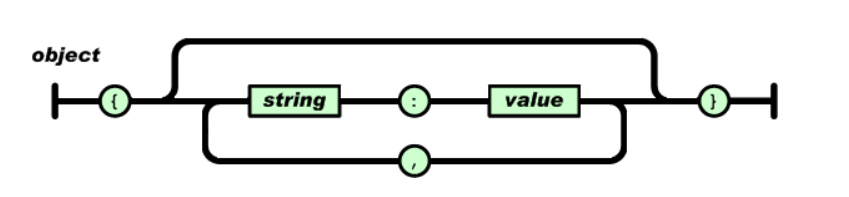 object
{ string : value }
,